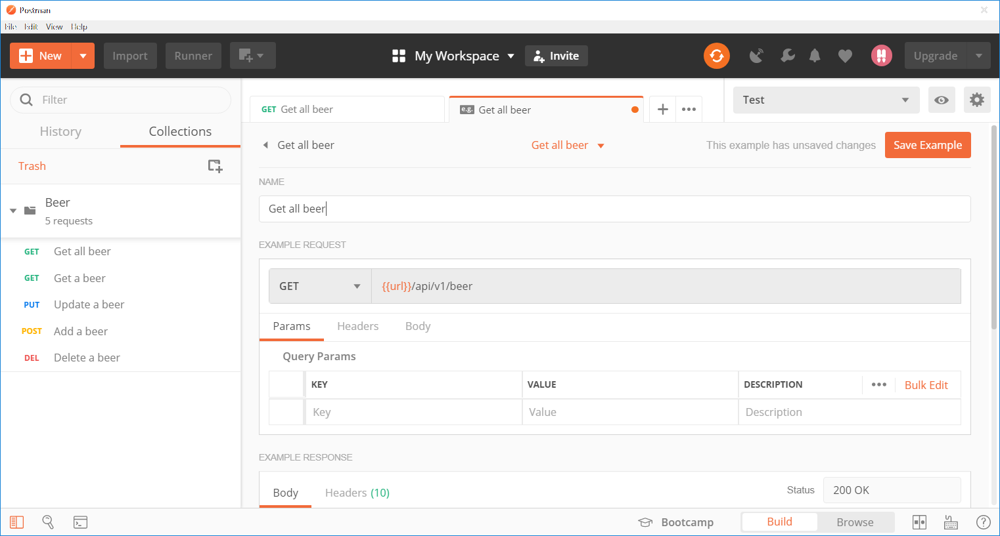 Postman
File Edit View Help
New
Import
Runner
My Workspace
Invite
Upgrade
Filter
History
Collections
Trash
Beer
5 requests
GET Get all beer
GET Get a beer
PUT Update a beer
POST Add a beer
DEL Delete a beer
GET Get all beer
e.g. Get all beer
Test
Get all beer
Get all beer
This example has unsaved changes
Save Example
NAME
Get all beer
EXAMPLE REQUEST
GET
{{url}}/api/v1/beer
Params Headers Body
Query Params
KEY VALUE DESCRIPTION Bulk Edit
Key Value Description
EXAMPLE RESPONSE
Body Headers (10)
Status 200 OK
Bootcamp
Build
Browse